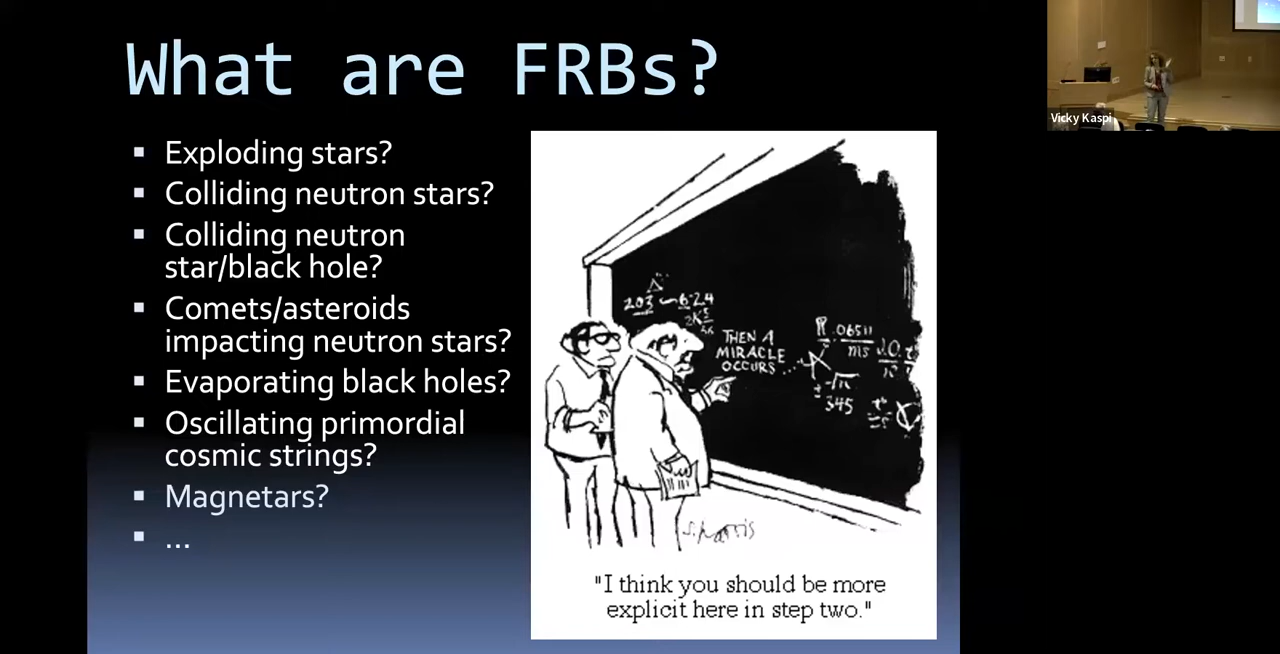 What are FRBs?
Vicky Kaspi
▪ Exploding stars?
▪ Colliding neutron stars?
▪ Colliding neutron
star/black hole?
▪ Comets/asteroids
impacting neutron stars?
▪ Evaporating black holes?
▪ Oscillating primordial
cosmic strings?
▪ Magnetars?
▪ ...
THEN A
MIRACLE
OCCURS...
S. Harris
"I think you should be more
explicit here in step two."